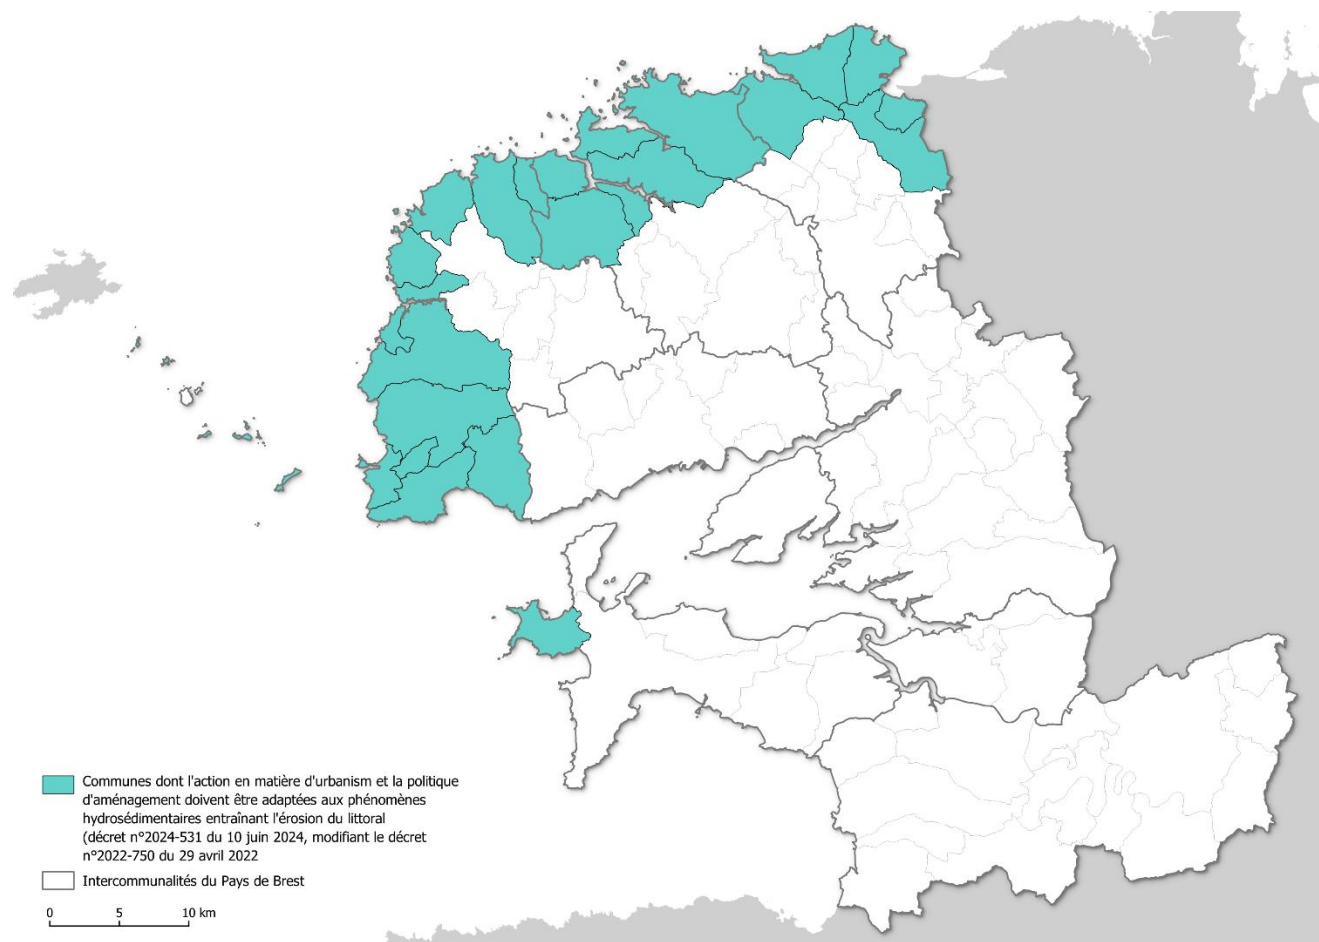 Communes dont l'action en matière d'urbanism et la politique
d'aménagement doivent être adaptées aux phénomènes
hydrosédimentaires entraînant l'érosion du littoral
(décret n°2024-531 du 10 juin 2024, modifiant le décret
n°2022-750 du 29 avril 2022
Intercommunalités du Pays de Brest
0 5 10 km